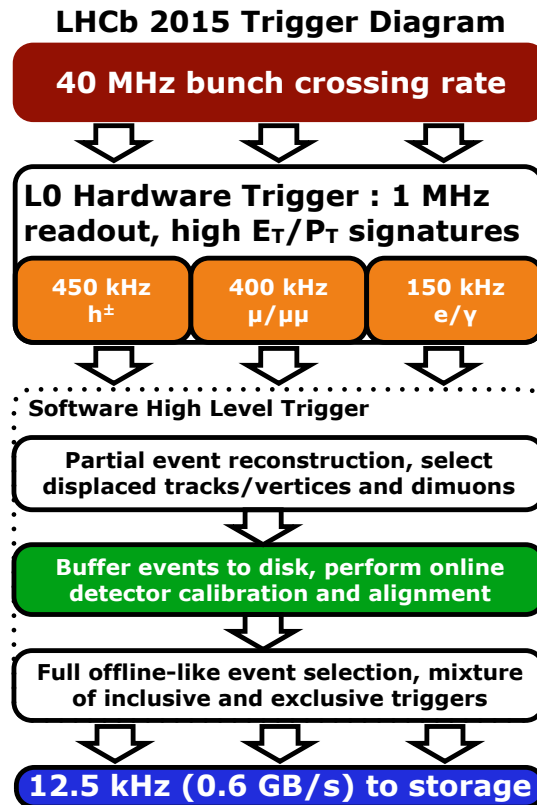 LHCb 2015 Trigger Diagram
40 MHz bunch crossing rate
L0 Hardware Trigger : 1 MHz
readout, high E_T/P_T signatures
450 kHz
h±
400 kHz
μ/μμ
150 kHz
e/γ
Software High Level Trigger
Partial event reconstruction, select
displaced tracks/vertices and dimuons
Buffer events to disk, perform online
detector calibration and alignment
Full offline-like event selection, mixture
of inclusive and exclusive triggers
12.5 kHz (0.6 GB/s) to storage